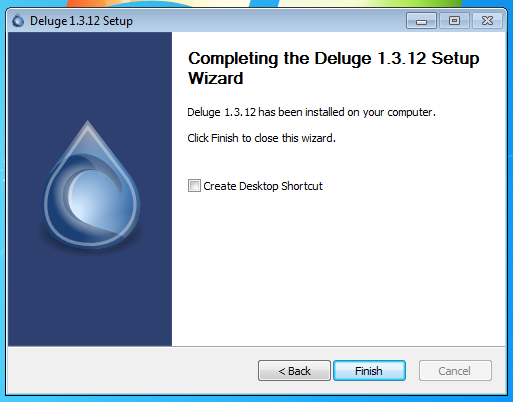 Deluge 1.3.12 Setup
Completing the Deluge 1.3.12 Setup
Wizard
Deluge 1.3.12 has been installed on your computer.
Click Finish to close this wizard.
Create Desktop Shortcut
< Back
Finish
Cancel